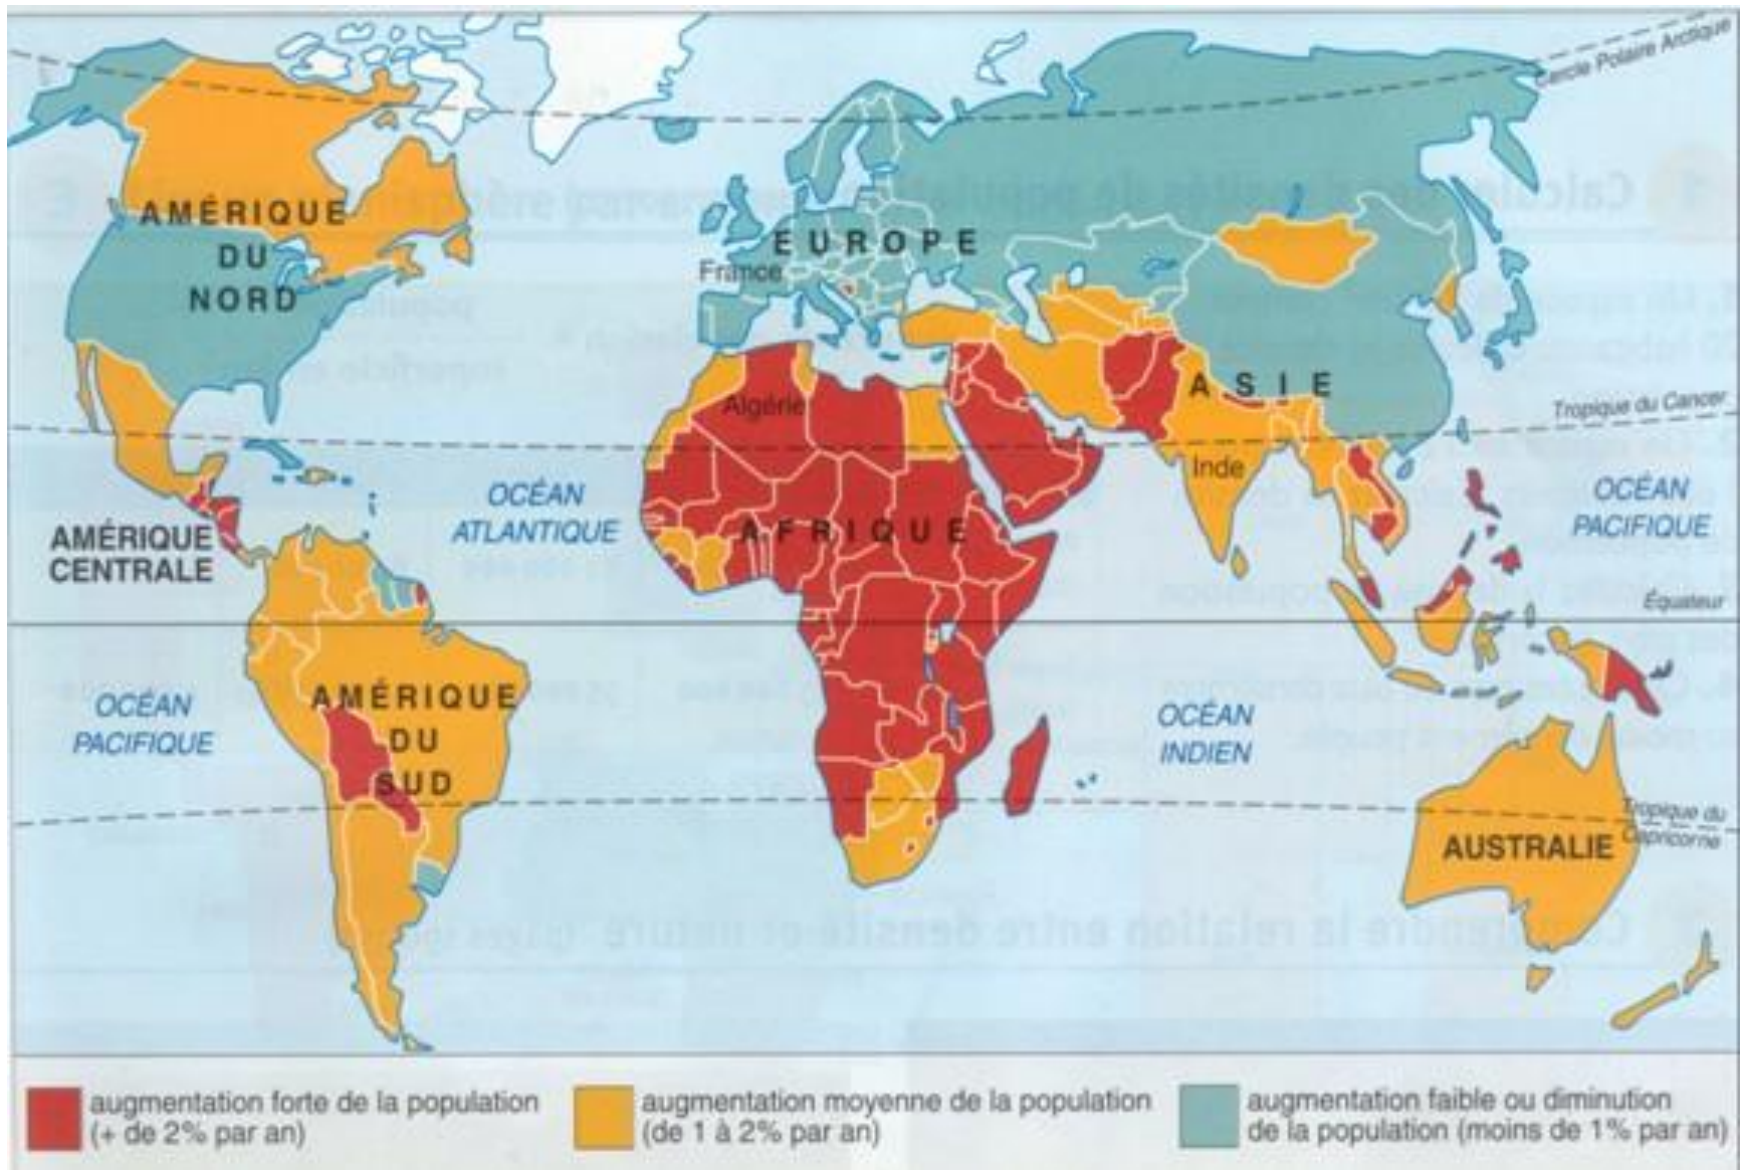 Cercle Polaire Arctique
AMÉRIQUE
DU
NORD
EUROPE
France
ASIE
Tropique du Cancer
Algérie
Inde
OCÉAN
ATLANTIQUE
OCÉAN
PACIFIQUE
AFRIQUE
AMÉRIQUE
CENTRALE
Équateur
AMÉRIQUE
DU
SUD
OCÉAN
PACIFIQUE
OCÉAN
INDIEN
Tropique du
Capricorne
AUSTRALIE
augmentation forte de la population
(+ de 2% par an)
augmentation moyenne de la population
(de 1 à 2% par an)
augmentation faible ou diminution
de la population (moins de 1% par an)